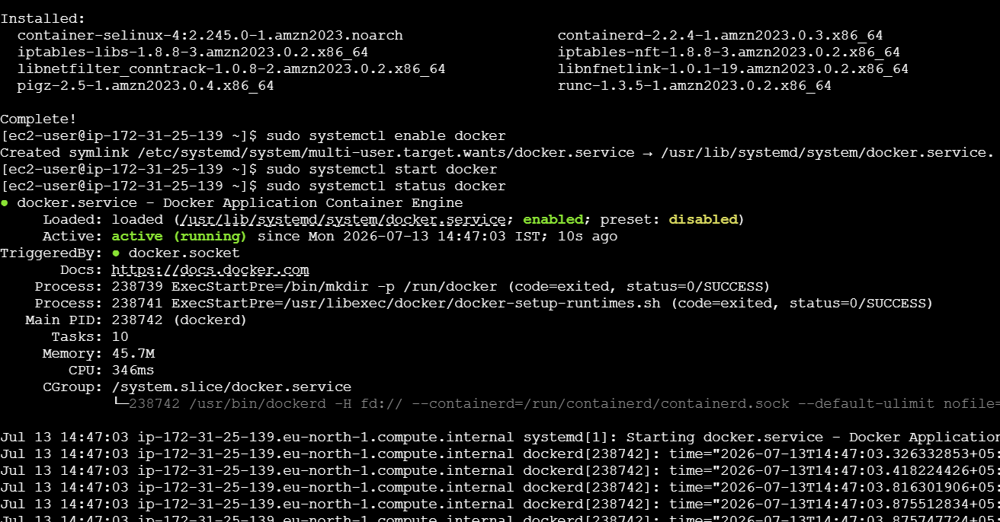 Installed:
  container-selinux-4:2.245.0-1.amzn2023.noarch                  containerd-2.2.4-1.amzn2023.0.3.x86_64
  iptables-libs-1.8.8-3.amzn2023.0.2.x86_64                      iptables-nft-1.8.8-3.amzn2023.0.2.x86_64
  libnetfilter_conntrack-1.0.8-2.amzn2023.0.2.x86_64             libnfnetlink-1.0.1-19.amzn2023.0.2.x86_64
  pigz-2.5-1.amzn2023.0.4.x86_64                                 runc-1.3.5-1.amzn2023.0.2.x86_64
Complete!
[ec2-user@ip-172-31-25-139 ~]$ sudo systemctl enable docker
Created symlink /etc/systemd/system/multi-user.target.wants/docker.service → /usr/lib/systemd/system/docker.service.
[ec2-user@ip-172-31-25-139 ~]$ sudo systemctl start docker
[ec2-user@ip-172-31-25-139 ~]$ sudo systemctl status docker
● docker.service - Docker Application Container Engine
     Loaded: loaded (/usr/lib/systemd/system/docker.service; enabled; preset: disabled)
     Active: active (running) since Mon 2026-07-13 14:47:03 IST; 10s ago
TriggeredBy: ● docker.socket
       Docs: https://docs.docker.com
    Process: 238739 ExecStartPre=/bin/mkdir -p /run/docker (code=exited, status=0/SUCCESS)
    Process: 238741 ExecStartPre=/usr/libexec/docker/docker-setup-runtimes.sh (code=exited, status=0/SUCCESS)
   Main PID: 238742 (dockerd)
      Tasks: 10
     Memory: 45.7M
        CPU: 346ms
     CGroup: /system.slice/docker.service
             └─238742 /usr/bin/dockerd -H fd:// --containerd=/run/containerd/containerd.sock --default-ulimit nofile=
Jul 13 14:47:03 ip-172-31-25-139.eu-north-1.compute.internal systemd[1]: Starting docker.service - Docker Application
Jul 13 14:47:03 ip-172-31-25-139.eu-north-1.compute.internal dockerd[238742]: time="2026-07-13T14:47:03.326332853+05:
Jul 13 14:47:03 ip-172-31-25-139.eu-north-1.compute.internal dockerd[238742]: time="2026-07-13T14:47:03.418224426+05:
Jul 13 14:47:03 ip-172-31-25-139.eu-north-1.compute.internal dockerd[238742]: time="2026-07-13T14:47:03.816301906+05:
Jul 13 14:47:03 ip-172-31-25-139.eu-north-1.compute.internal dockerd[238742]: time="2026-07-13T14:47:03.875512834+05:
Jul 13 14:47:03 ip-172-31-25-139.eu-north-1.compute.internal dockerd[238742]: time="2026-07-13T14:47:03.875747724+05: